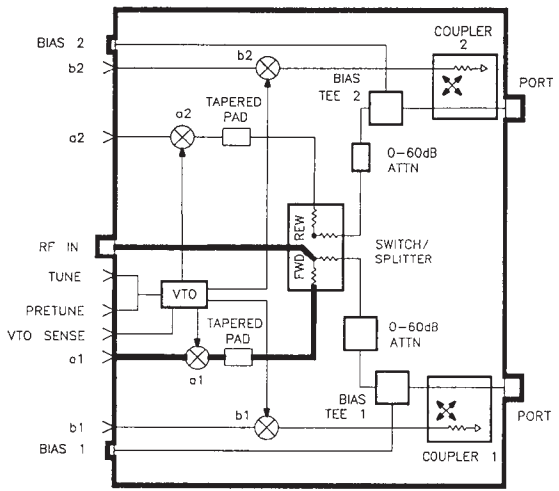 COUPLER
2
BIAS 2
b2
b2
BIAS
TEE 2
PORT
TAPERED
PAD
a2
a2
0-60dB
ATTN
REW
RF IN
SWITCH/
SPLITTER
FWD
TUNE
VTO
PRETUNE
TAPERED
PAD
VTO SENSE
0-60dB
ATTN
a1
a1
BIAS
TEE 1
b1
PORT
b1
BIAS 1
COUPLER 1